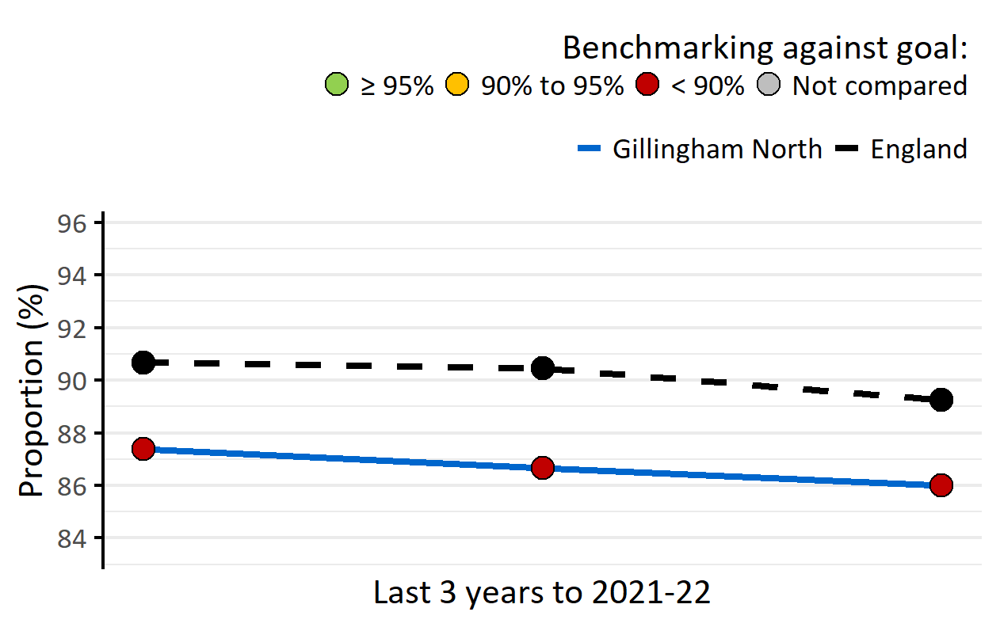 Benchmarking against goal:
≥ 95% 90% to 95% < 90% Not compared
Gillingham North England
96
94
92
90
88
86
84
Proportion (%)
Last 3 years to 2021-22